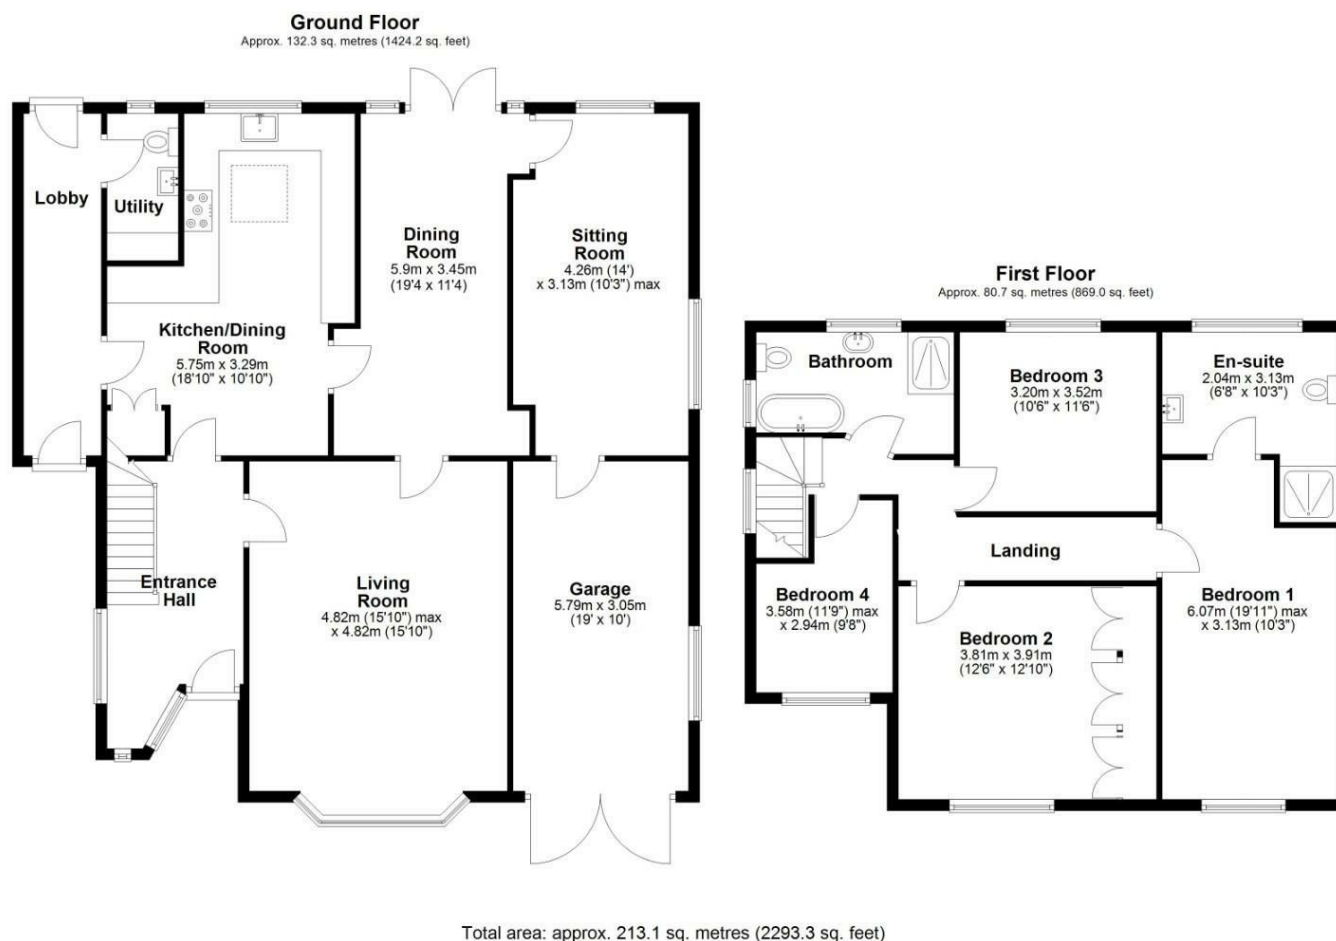 Ground Floor
Approx. 132.3 sq. metres (1424.2 sq. feet)
Lobby
Utility
Dining
Room
5.9m x 3.45m
(19'4 x 11'4)
Sitting
Room
4.26m (14')
x 3.13m (10'3") max
Kitchen/Dining
Room
5.75m x 3.29m
(18'10" x 10'10")
Entrance
Hall
Living
Room
4.82m (15'10") max
x 4.82m (15'10")
Garage
5.79m x 3.05m
(19' x 10')
First Floor
Approx. 80.7 sq. metres (869.0 sq. feet)
Bathroom
Bedroom 3
3.20m x 3.52m
(10'6" x 11'6")
En-suite
2.04m x 3.13m
(6'8" x 10'3")
Landing
Bedroom 4
3.58m (11'9") max
x 2.94m (9'8")
Bedroom 2
3.81m x 3.91m
(12'6" x 12'10")
Bedroom 1
6.07m (19'11") max
x 3.13m (10'3")
Total area: approx. 213.1 sq. metres (2293.3 sq. feet)